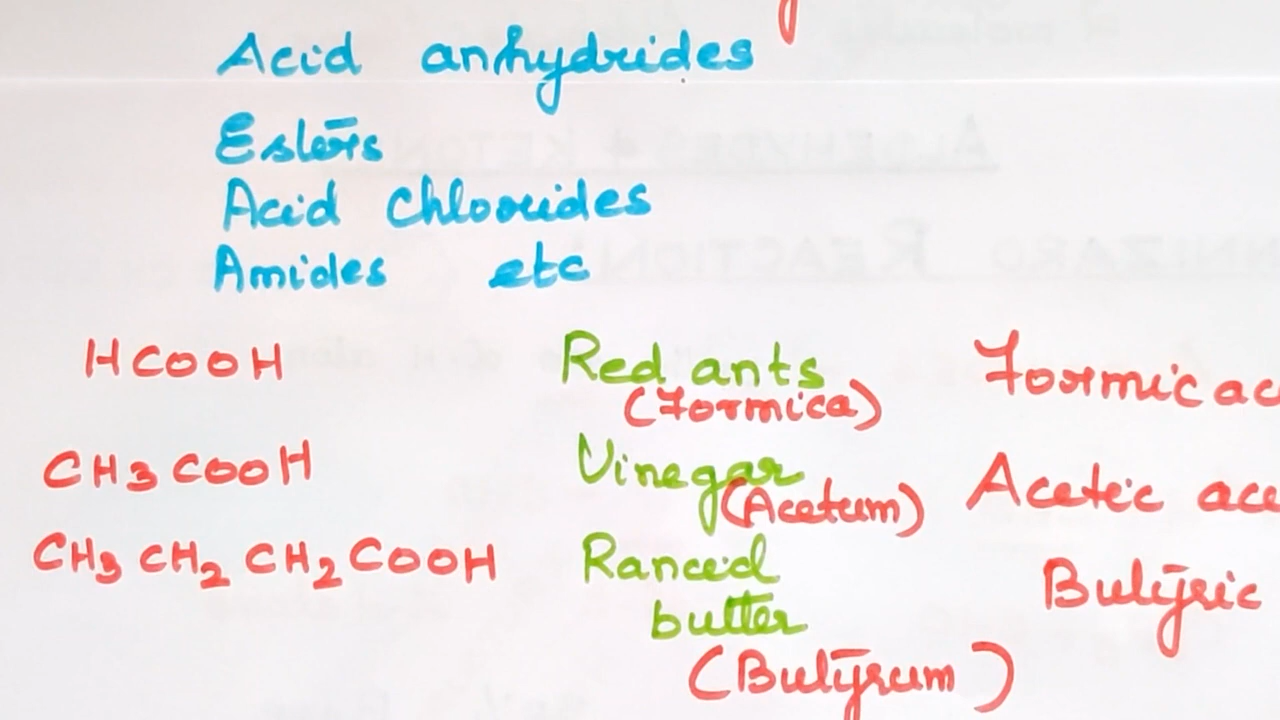 Acid anhydrides
Esters
Acid chlorides
Amides etc
HCOOH Red ants Formic ac
(Formica)
CH3COOH Vinegar Acetic ac
(Acetum)
CH3CH2CH2COOH Rancid Butyric
butter
(Butyrum)